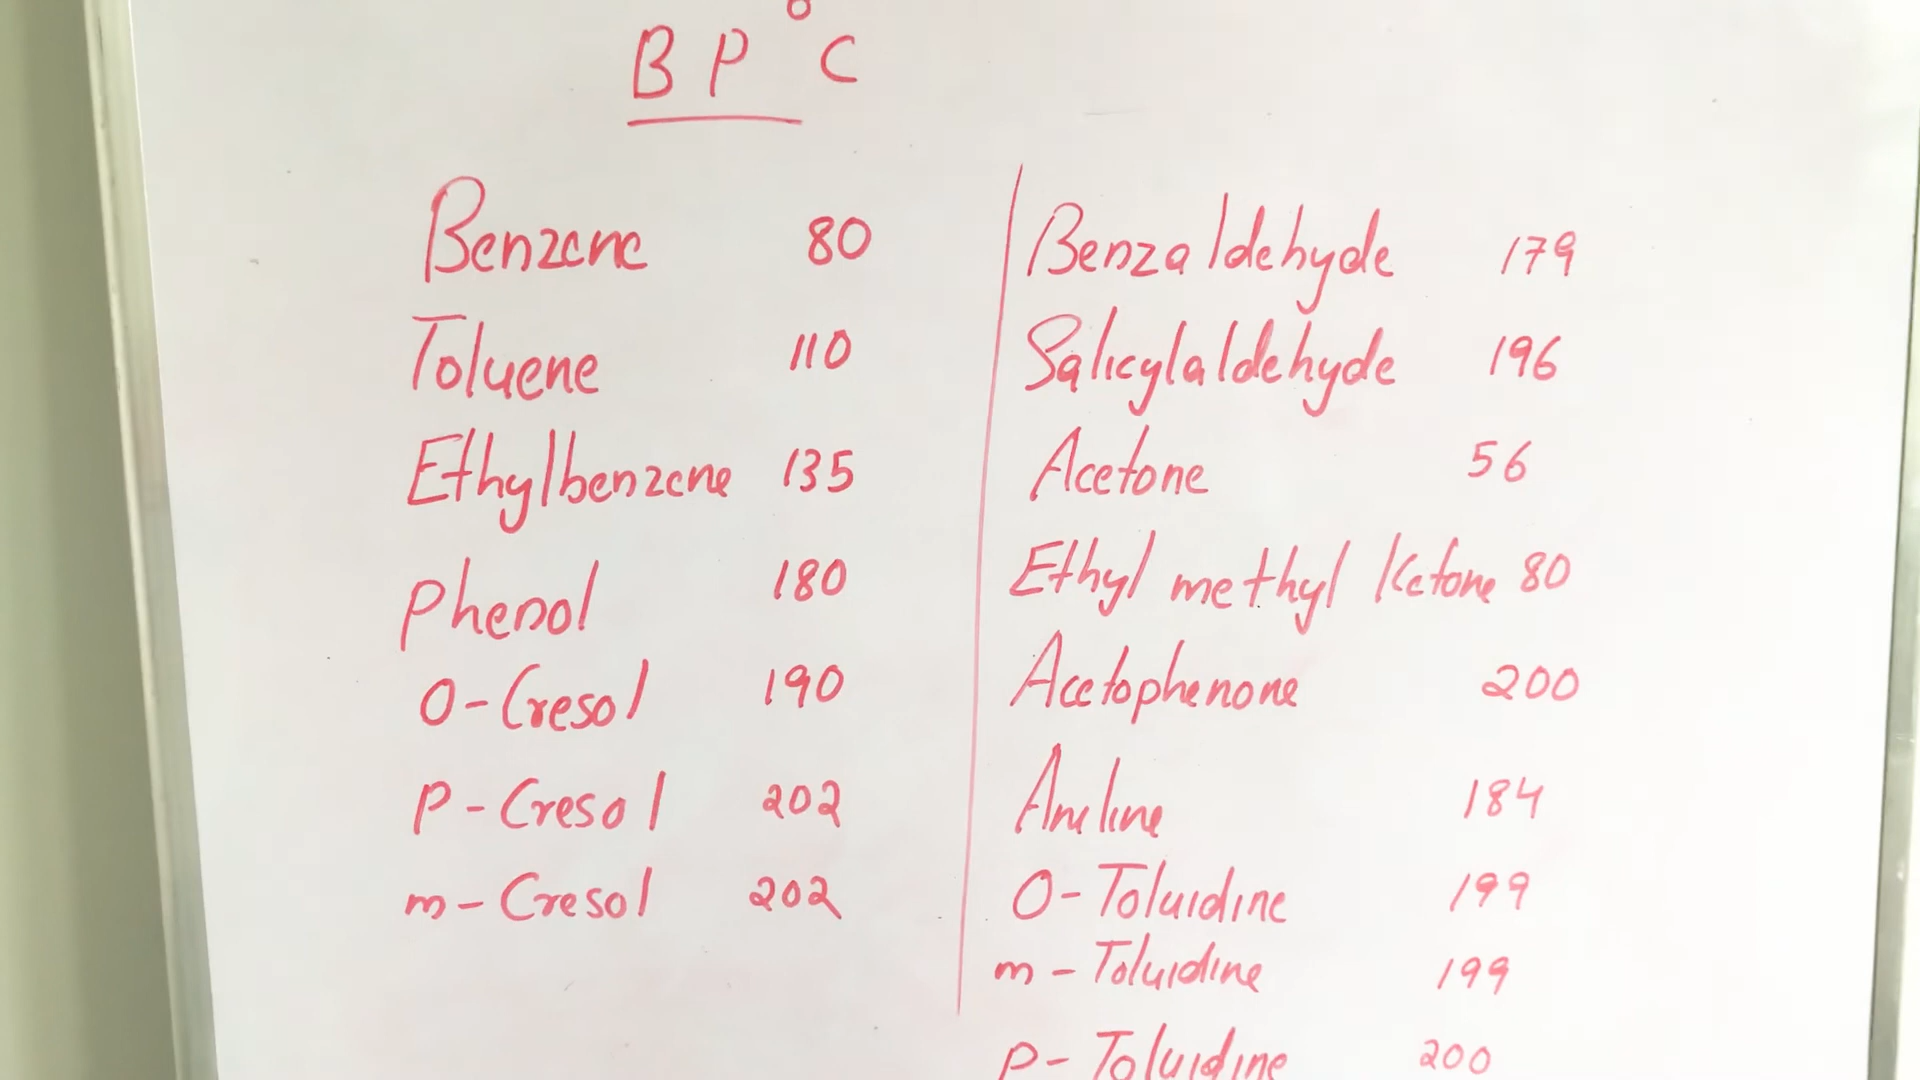 BP °C
Benzene 80
Toluene 110
Ethylbenzene 135
Phenol 180
O-Cresol 190
P-Cresol 202
m-Cresol 202
Benzaldehyde 179
Salicylaldehyde 196
Acetone 56
Ethyl methyl Ketone 80
Acetophenone 200
Aniline 184
O-Toluidine 199
m-Toluidine 199
P-Toluidine 200